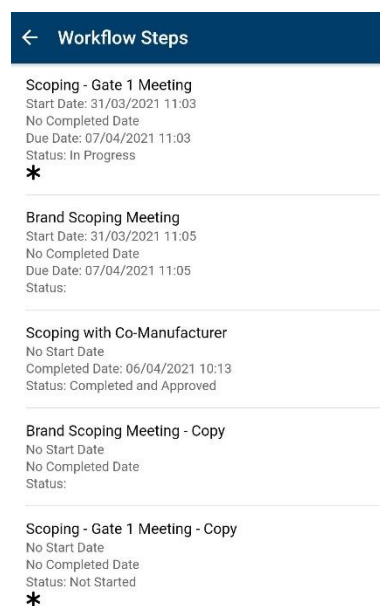 Workflow Steps
Scoping - Gate 1 Meeting
Start Date: 31/03/2021 11:03
No Completed Date
Due Date: 07/04/2021 11:03
Status: In Progress
*
Brand Scoping Meeting
Start Date: 31/03/2021 11:05
No Completed Date
Due Date: 07/04/2021 11:05
Status:
Scoping with Co-Manufacturer
No Start Date
Completed Date: 06/04/2021 10:13
Status: Completed and Approved
Brand Scoping Meeting - Copy
No Start Date
No Completed Date
Status:
Scoping - Gate 1 Meeting - Copy
No Start Date
No Completed Date
Status: Not Started
*